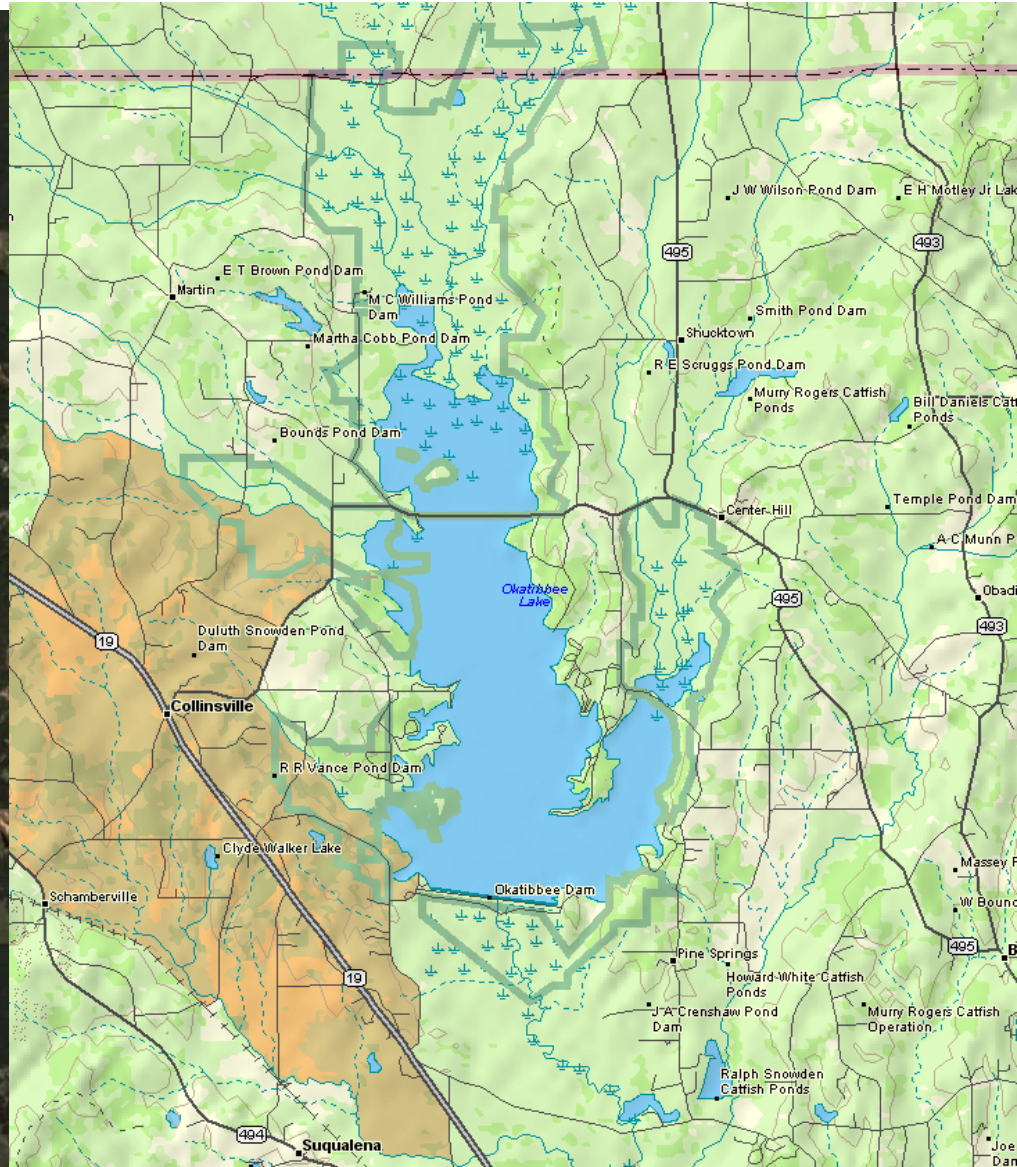 J W Wilson Pond Dam
E H Motley Jr Lak
493
495
E T Brown Pond Dam
Martin
M C Williams Pond
Dam
Smith Pond Dam
Shucktown
Martha Cobb Pond Dam
R E Scruggs Pond Dam
Murry Rogers Catfish
Ponds
Bill Daniels Catf
Ponds
Bounds Pond Dam
Temple Pond Dam
Center Hill
A C Munn P
Okatibbee
Lake
495
Obadi
493
19
Duluth Snowden Pond
Dam
Collinsville
R R Vance Pond Dam
Clyde Walker Lake
Massey P
Okatibbee Dam
Schamberville
W Bound
495
B
Pine Springs
Howard White Catfish
Ponds
19
J A Crenshaw Pond
Dam
Murry Rogers Catfish
Operation
Ralph Snowden
Catfish Ponds
494
Suqualena
Joe
Dam